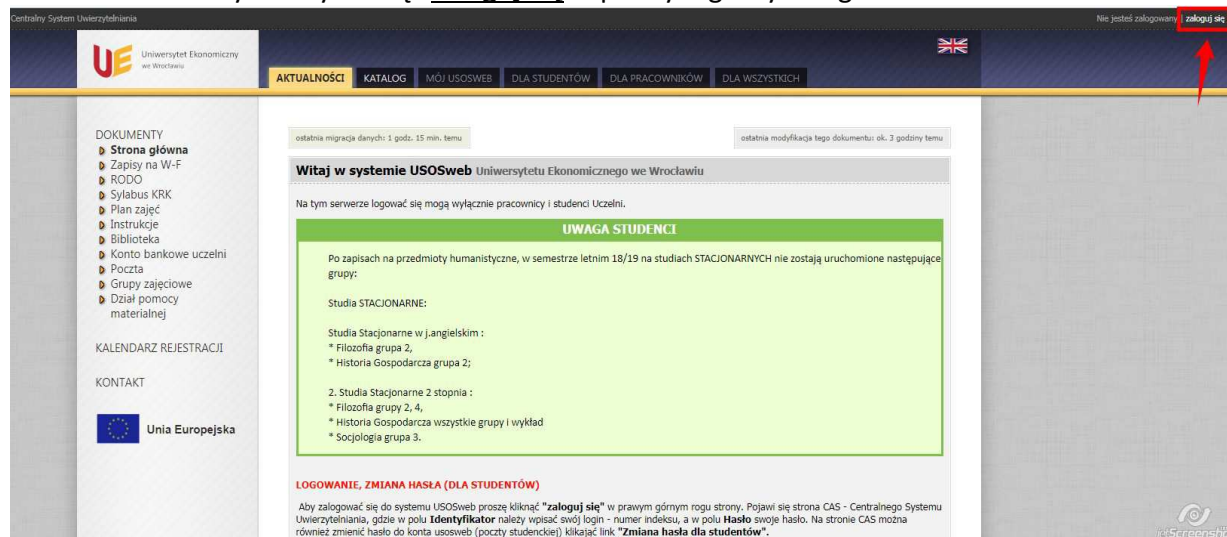 Centralny System Uwierzytelniania
Nie jesteś zalogowany | zaloguj się
UE Uniwersytet Ekonomiczny
we Wrocławiu
AKTUALNOŚCI KATALOG MÓJ USOSWEB DLA STUDENTÓW DLA PRACOWNIKÓW DLA WSZYSTKICH
DOKUMENTY
Strona główna
Zapisy na W-F
RODO
Sylabus KRK
Plan zajęć
Instrukcje
Biblioteka
Konto bankowe uczelni
Poczta
Grupy zajęciowe
Dział pomocy
materialnej
KALENDARZ REJESTRACJI
KONTAKT
Unia Europejska
ostatnia migracja danych: 1 godz. 15 min. temu
ostatnia modyfikacja tego dokumentu: ok. 3 godziny temu
Witaj w systemie USOSweb Uniwersytetu Ekonomicznego we Wrocławiu
Na tym serwerze logować się mogą wyłącznie pracownicy i studenci Uczelni.
UWAGA STUDENCI
Po zapisach na przedmioty humanistyczne, w semestrze letnim 18/19 na studiach STACJONARNYCH nie zostają uruchomione następujące
grupy:
Studia STACJONARNE:
Studia Stacjonarne w j.angielskim :
* Filozofia grupa 2,
* Historia Gospodarcza grupa 2;
2. Studia Stacjonarne 2 stopnia :
* Filozofia grupy 2, 4,
* Historia Gospodarcza wszystkie grupy i wykład
* Socjologia grupa 3.
LOGOWANIE, ZMIANA HASŁA (DLA STUDENTÓW)
Aby zalogować się do systemu USOSweb proszę kliknąć "zaloguj się" w prawym górnym rogu strony. Pojawi się strona CAS - Centralnego Systemu
Uwierzytelniania, gdzie w polu Identyfikator należy wpisać swój login - numer indeksu, a w polu Hasło swoje hasło. Na stronie CAS można
również zmienić hasło do konta usosweb (poczty studenckiej) klikając link "Zmiana hasła dla
studentów".